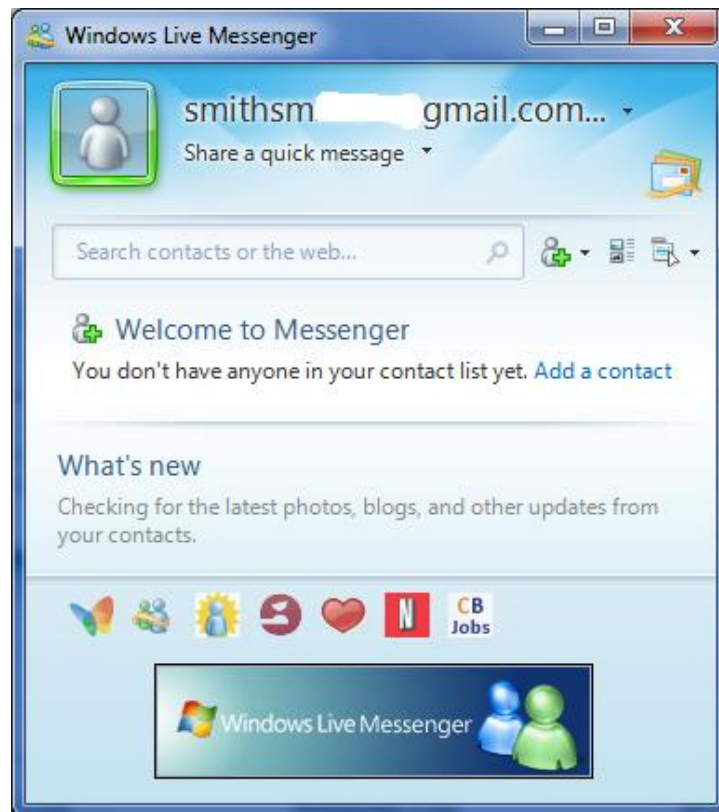 Windows Live Messenger
smithsm gmail.com...
Share a quick message
Search contacts or the web...
Welcome to Messenger
You don't have anyone in your contact list yet. Add a contact
What's new
Checking for the latest photos, blogs, and other updates from
your contacts.
N
CB
Jobs
Windows Live Messenger